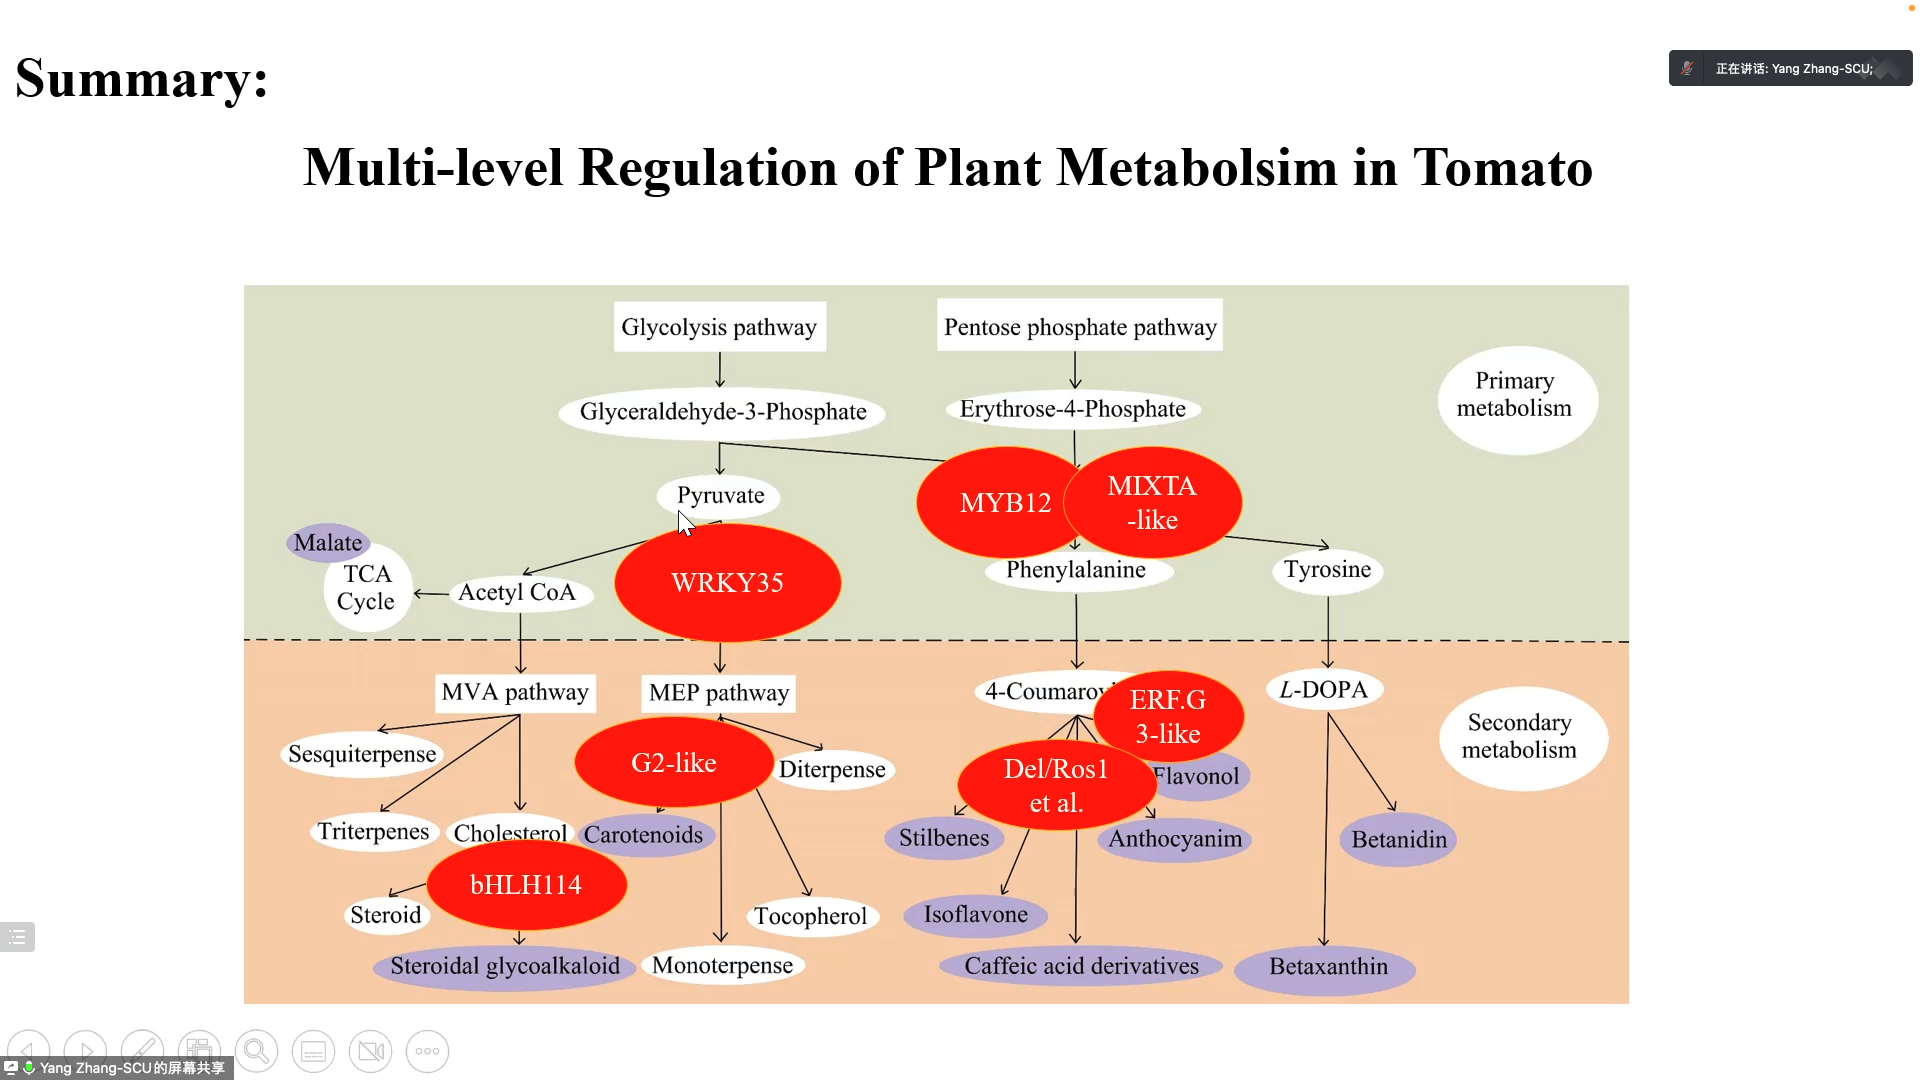 Summary:
正在讲话: Yang Zhang-SCU;
Multi-level Regulation of Plant Metabolsim in Tomato
Glycolysis pathway
Pentose phosphate pathway
Glyceraldehyde-3-Phosphate
Erythrose-4-Phosphate
Primary
metabolism
Pyruvate
MYB12
MIXTA
-like
Malate
TCA
Cycle
Acetyl CoA
WRKY35
Phenylalanine
Tyrosine
MVA pathway
MEP pathway
4-Coumaroy
ERF.G
3-like
L-DOPA
Secondary
metabolism
Sesquiterpense
G2-like
Diterpense
Del/Ros1
et al.
Flavonol
Triterpenes
Cholesterol
Carotenoids
Stilbenes
Anthocyanim
Betanidin
bHLH114
Steroid
Tocopherol
Isoflavone
Steroidal glycoalkaloid
Monoterpense
Caffeic acid derivatives
Betaxanthin
Yang Zhang-SCU的屏幕共享